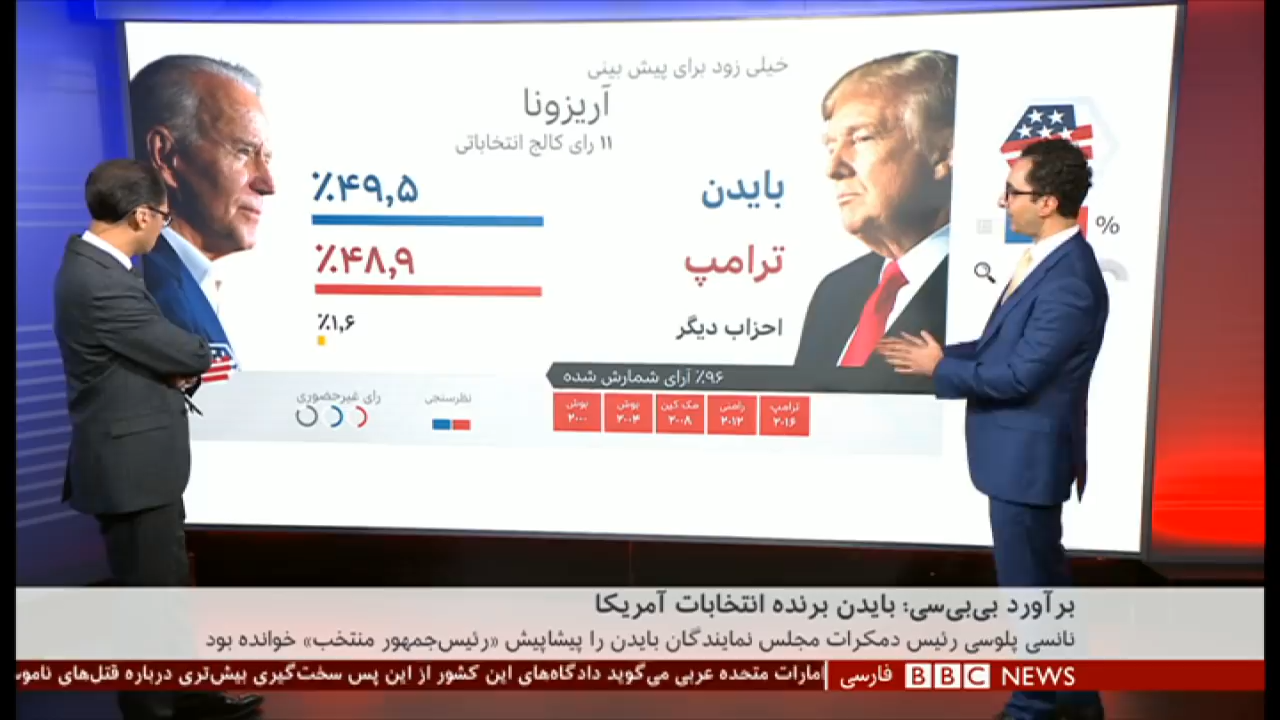 خیلی زود برای پیش بینی
آریزونا
۱۱ رای کالج انتخاباتی
بایدن ٪۴۹,۵
ترامپ ٪۴۸,۹
احزاب دیگر ٪۱,۶
٪۹۶ آرای شمارش شده
ترامپ ۲۰۱۶ رامنی ۲۰۱۲ مک کین ۲۰۰۸ بوش ۲۰۰۴ بوش ۲۰۰۰
نظرسنجی
رای غیرحضوری
%
برآورد بی‌بی‌سی: بایدن برنده انتخابات آمریکا
نانسی پلوسی رئیس دمکرات مجلس نمایندگان بایدن را پیشاپیش «رئیس‌جمهور منتخب» خوانده بود
BBC NEWS فارسی
امارات متحده عربی می‌گوید دادگاه‌های این کشور از این پس سخت‌گیری بیش‌تری درباره قتل‌های ناموس